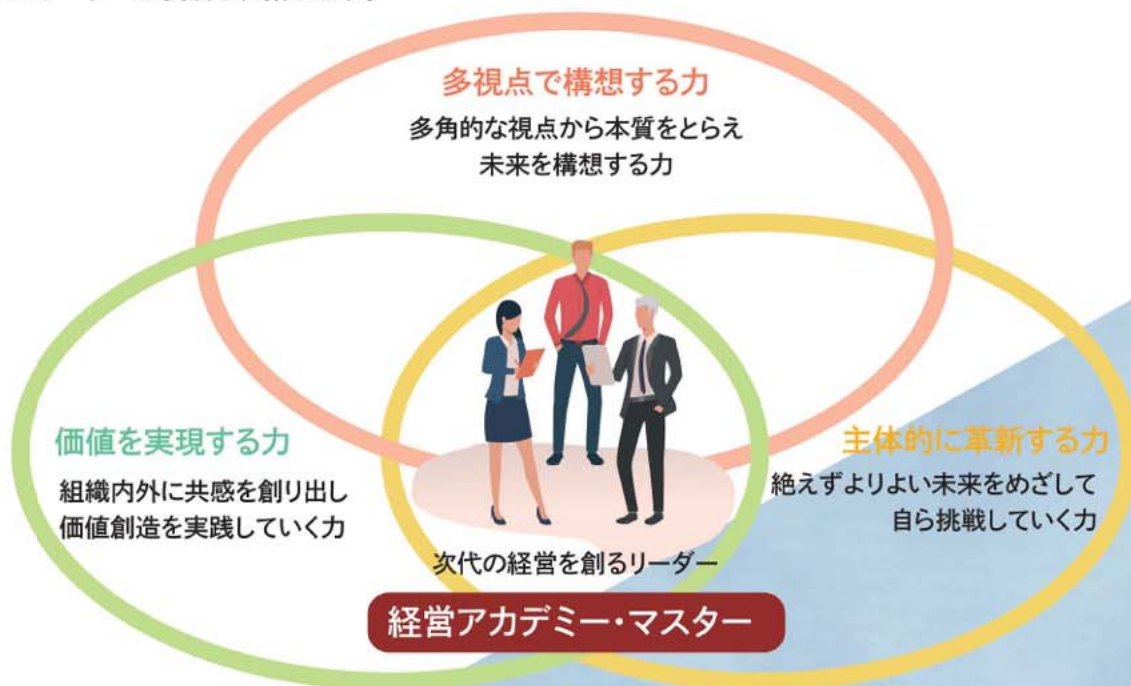 多視点で構想する力
多角的な視点から本質をとらえ
未来を構想する力
価値を実現する力
組織内外に共感を創り出し
価値創造を実践していく力
主体的に革新する力
絶えずよりよい未来をめざして
自ら挑戦していく力
次代の経営を創るリーダー
経営アカデミー・マスター